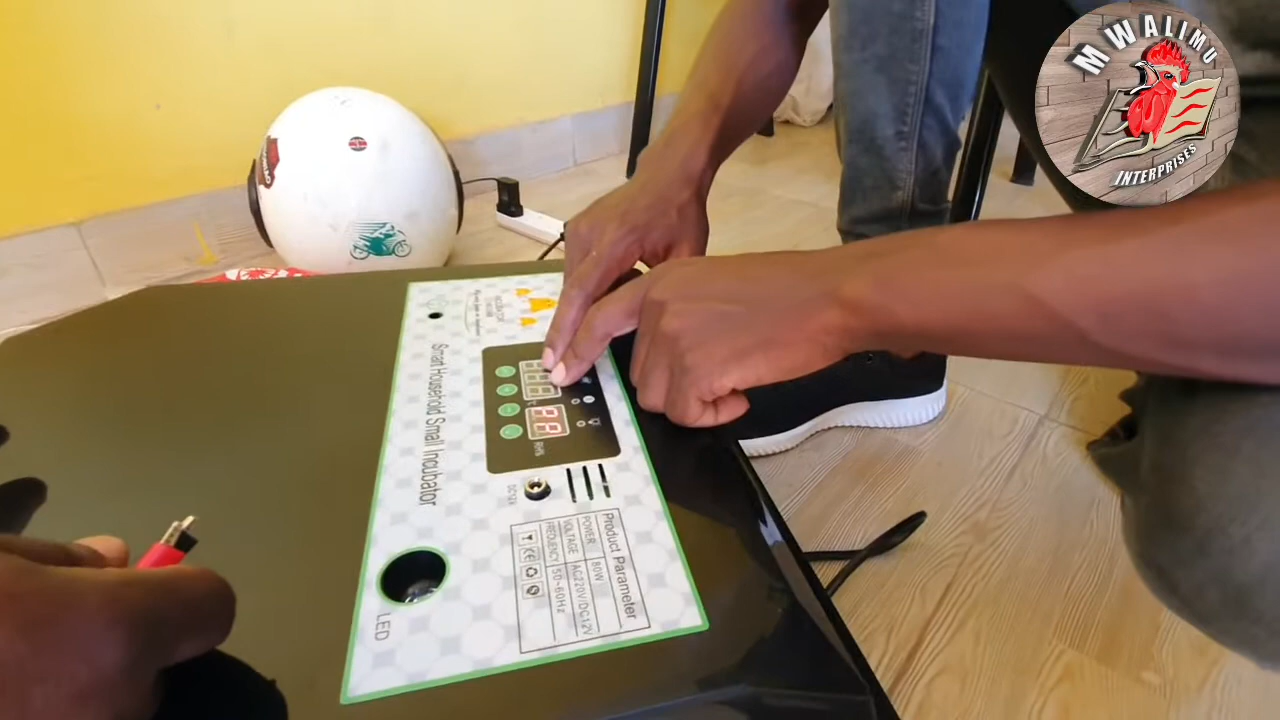 MWALIMU
INTERPRISES
Smart Household Small Incubator
28
RH%
DC12V
Product Parameter
POWER 80W
VOLTAGE AC220V/DC12V
FREQUENCY 50~60Hz
LED